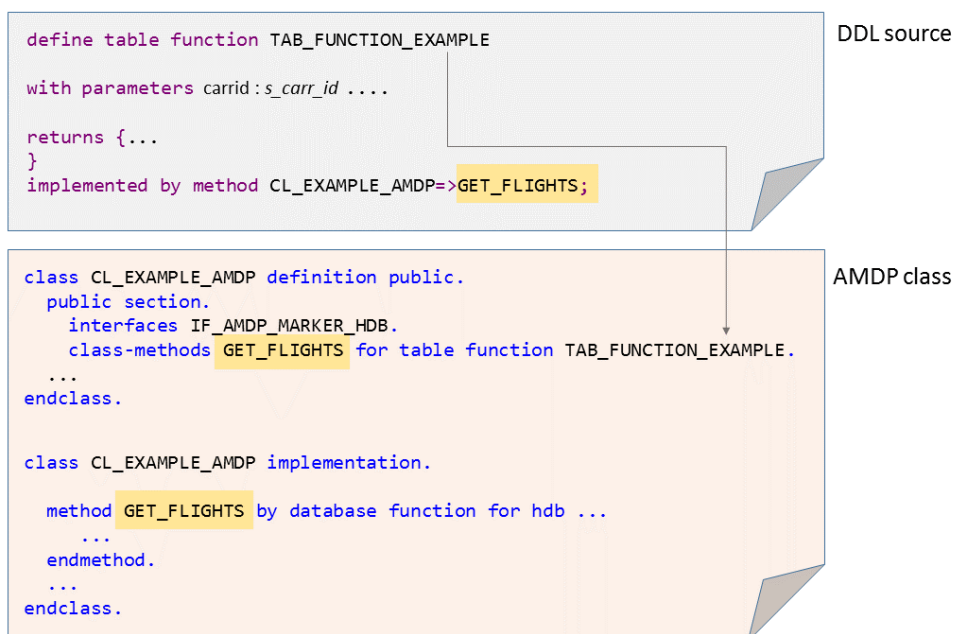 DDL source
define table function TAB_FUNCTION_EXAMPLE
with parameters carrid : s_carr_id ....
returns {...
}
implemented by method CL_EXAMPLE_AMDP=>GET_FLIGHTS;
AMDP class
class CL_EXAMPLE_AMDP definition public.
public section.
interfaces IF_AMDP_MARKER_HDB.
class-methods GET_FLIGHTS for table function TAB_FUNCTION_EXAMPLE.
...
endclass.
class CL_EXAMPLE_AMDP implementation.
method GET_FLIGHTS by database function for hdb ...
...
endmethod.
...
endclass.